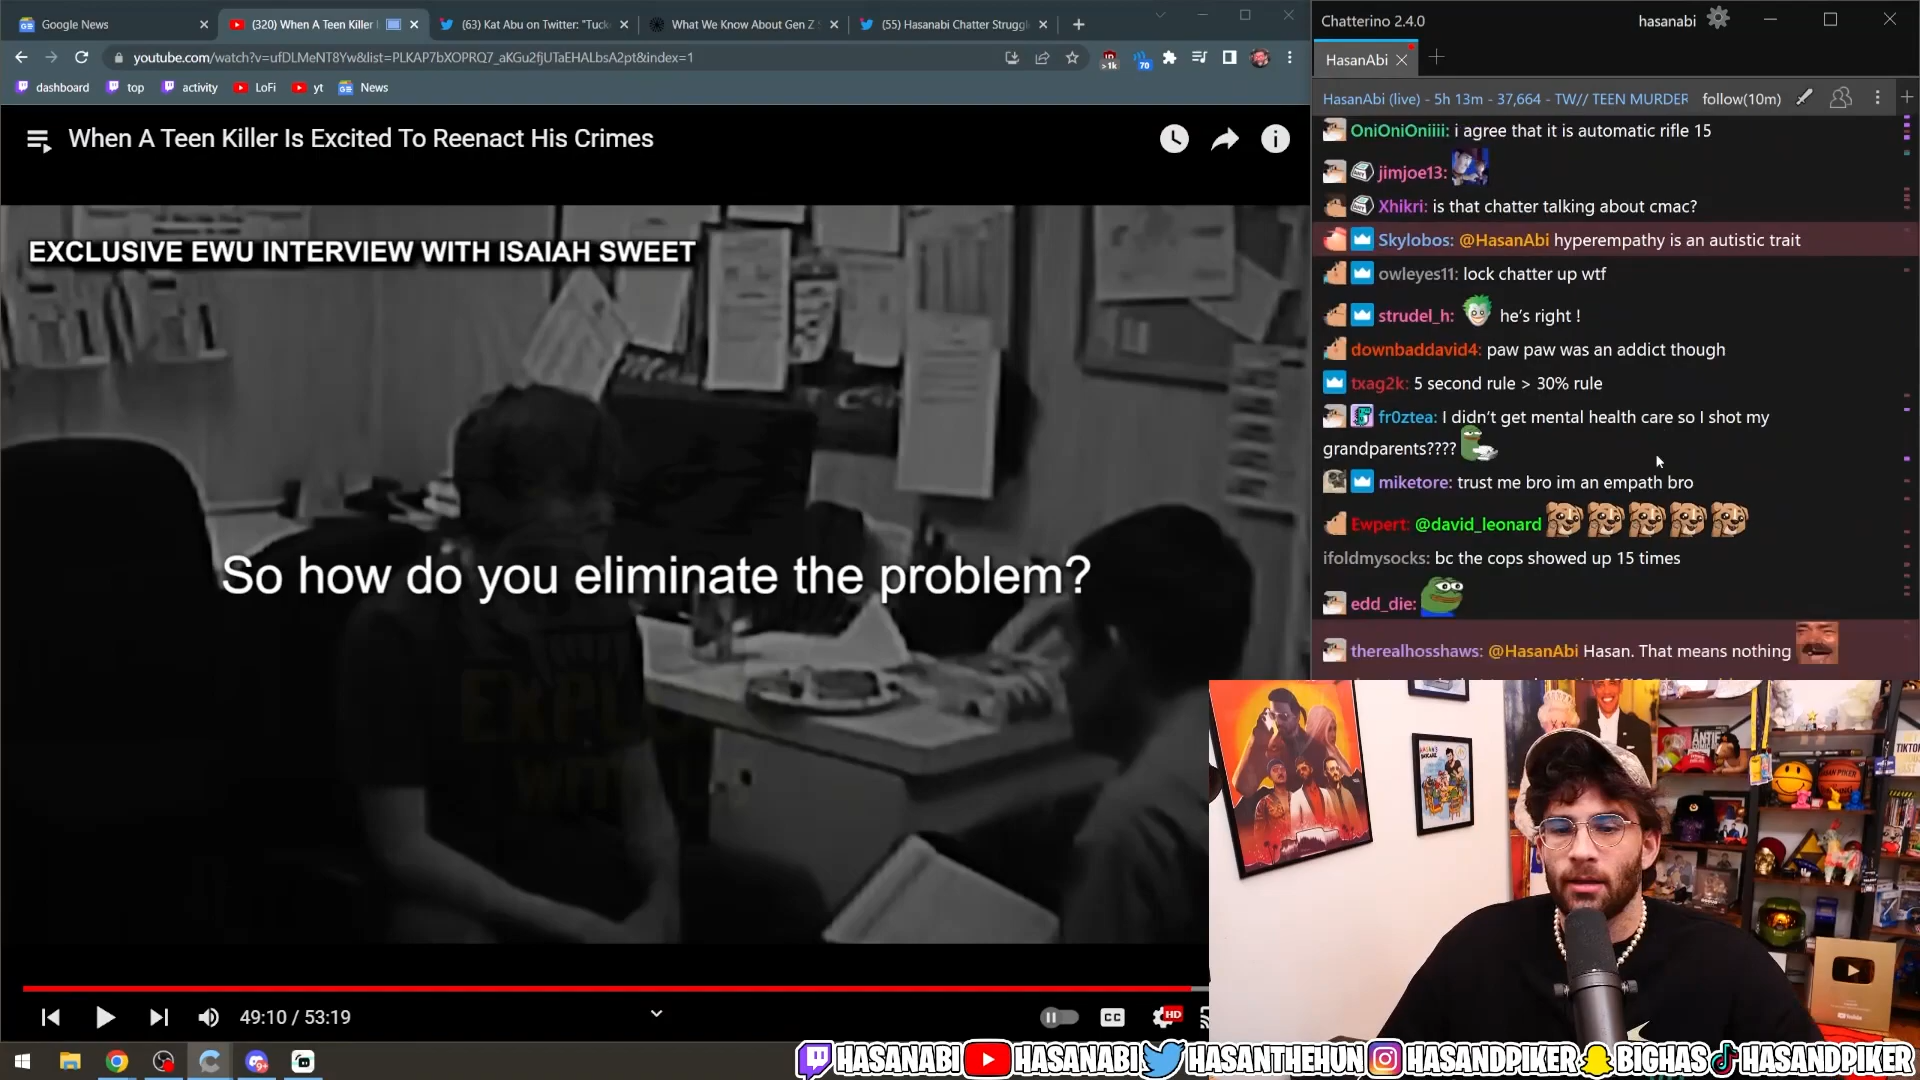 Google News
(320) When A Teen Killer I
(63) Kat Abu on Twitter: "Tuck
What We Know About Gen Z S
(55) Hasanabi Chatter Struggl
youtube.com/watch?v=ufDLMeNT8Yw&list=PLKAP7bXOPRQ7_aKGu2fjUTaEHALbsA2pt&index=1
>1k
70
dashboard
top
activity
LoFi
yt
News
When A Teen Killer Is Excited To Reenact His Crimes
EXCLUSIVE EWU INTERVIEW WITH ISAIAH SWEET
So how do you eliminate the problem?
49:10 / 53:19
CC
HD
Chatterino 2.4.0
hasanabi
HasanAbi
HasanAbi (live) - 5h 13m - 37,664 - TW// TEEN MURDER
follow(10m)
OniOniOniiii: i agree that it is automatic rifle 15
jimjoe13:
Xhikri: is that chatter talking about cmac?
Skylobos: @HasanAbi hyperempathy is an autistic trait
owleyes11: lock chatter up wtf
strudel_h: he's right !
downbaddavid4: paw paw was an addict though
txag2k: 5 second rule > 30% rule
fr0ztea: I didn't get mental health care so I shot my
grandparents????
miketore: trust me bro im an empath bro
Ewpert: @david_leonard
ifoldmysocks: bc the cops showed up 15 times
edd_die:
therealhosshaws: @HasanAbi Hasan. That means nothing
HASANABI
HASANABI
HASANTHEHUN
HASANDPIKER
BIGHAS
HASANDPIKER